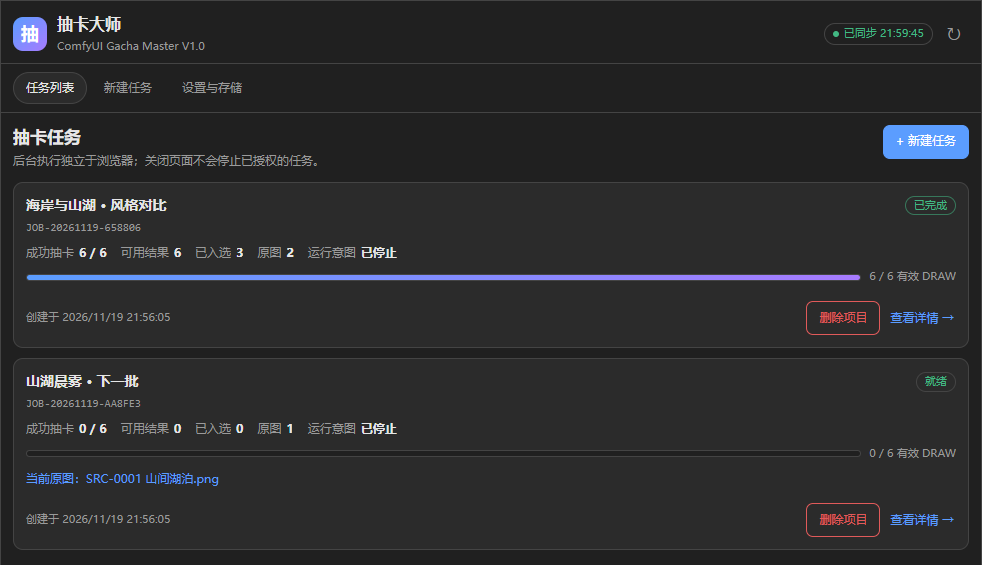 抽 抽卡大师
ComfyUI Gacha Master V1.0
已同步 21:59:45
任务列表 新建任务 设置与存储
抽卡任务
+ 新建任务
后台执行独立于浏览器；关闭页面不会停止已授权的任务。
海岸与山湖 • 风格对比 已完成
JOB-20261119-658806
成功抽卡 6 / 6 可用结果 6 已入选 3 原图 2 运行意图 已停止
6 / 6 有效 DRAW
创建于 2026/11/19 21:56:05 删除项目 查看详情 →
山湖晨雾 • 下一批 就绪
JOB-20261119-AA8FE3
成功抽卡 0 / 6 可用结果 0 已入选 0 原图 1 运行意图 已停止
0 / 6 有效 DRAW
当前原图：SRC-0001 山间湖泊.png
创建于 2026/11/19 21:56:05 删除项目 查看详情 →